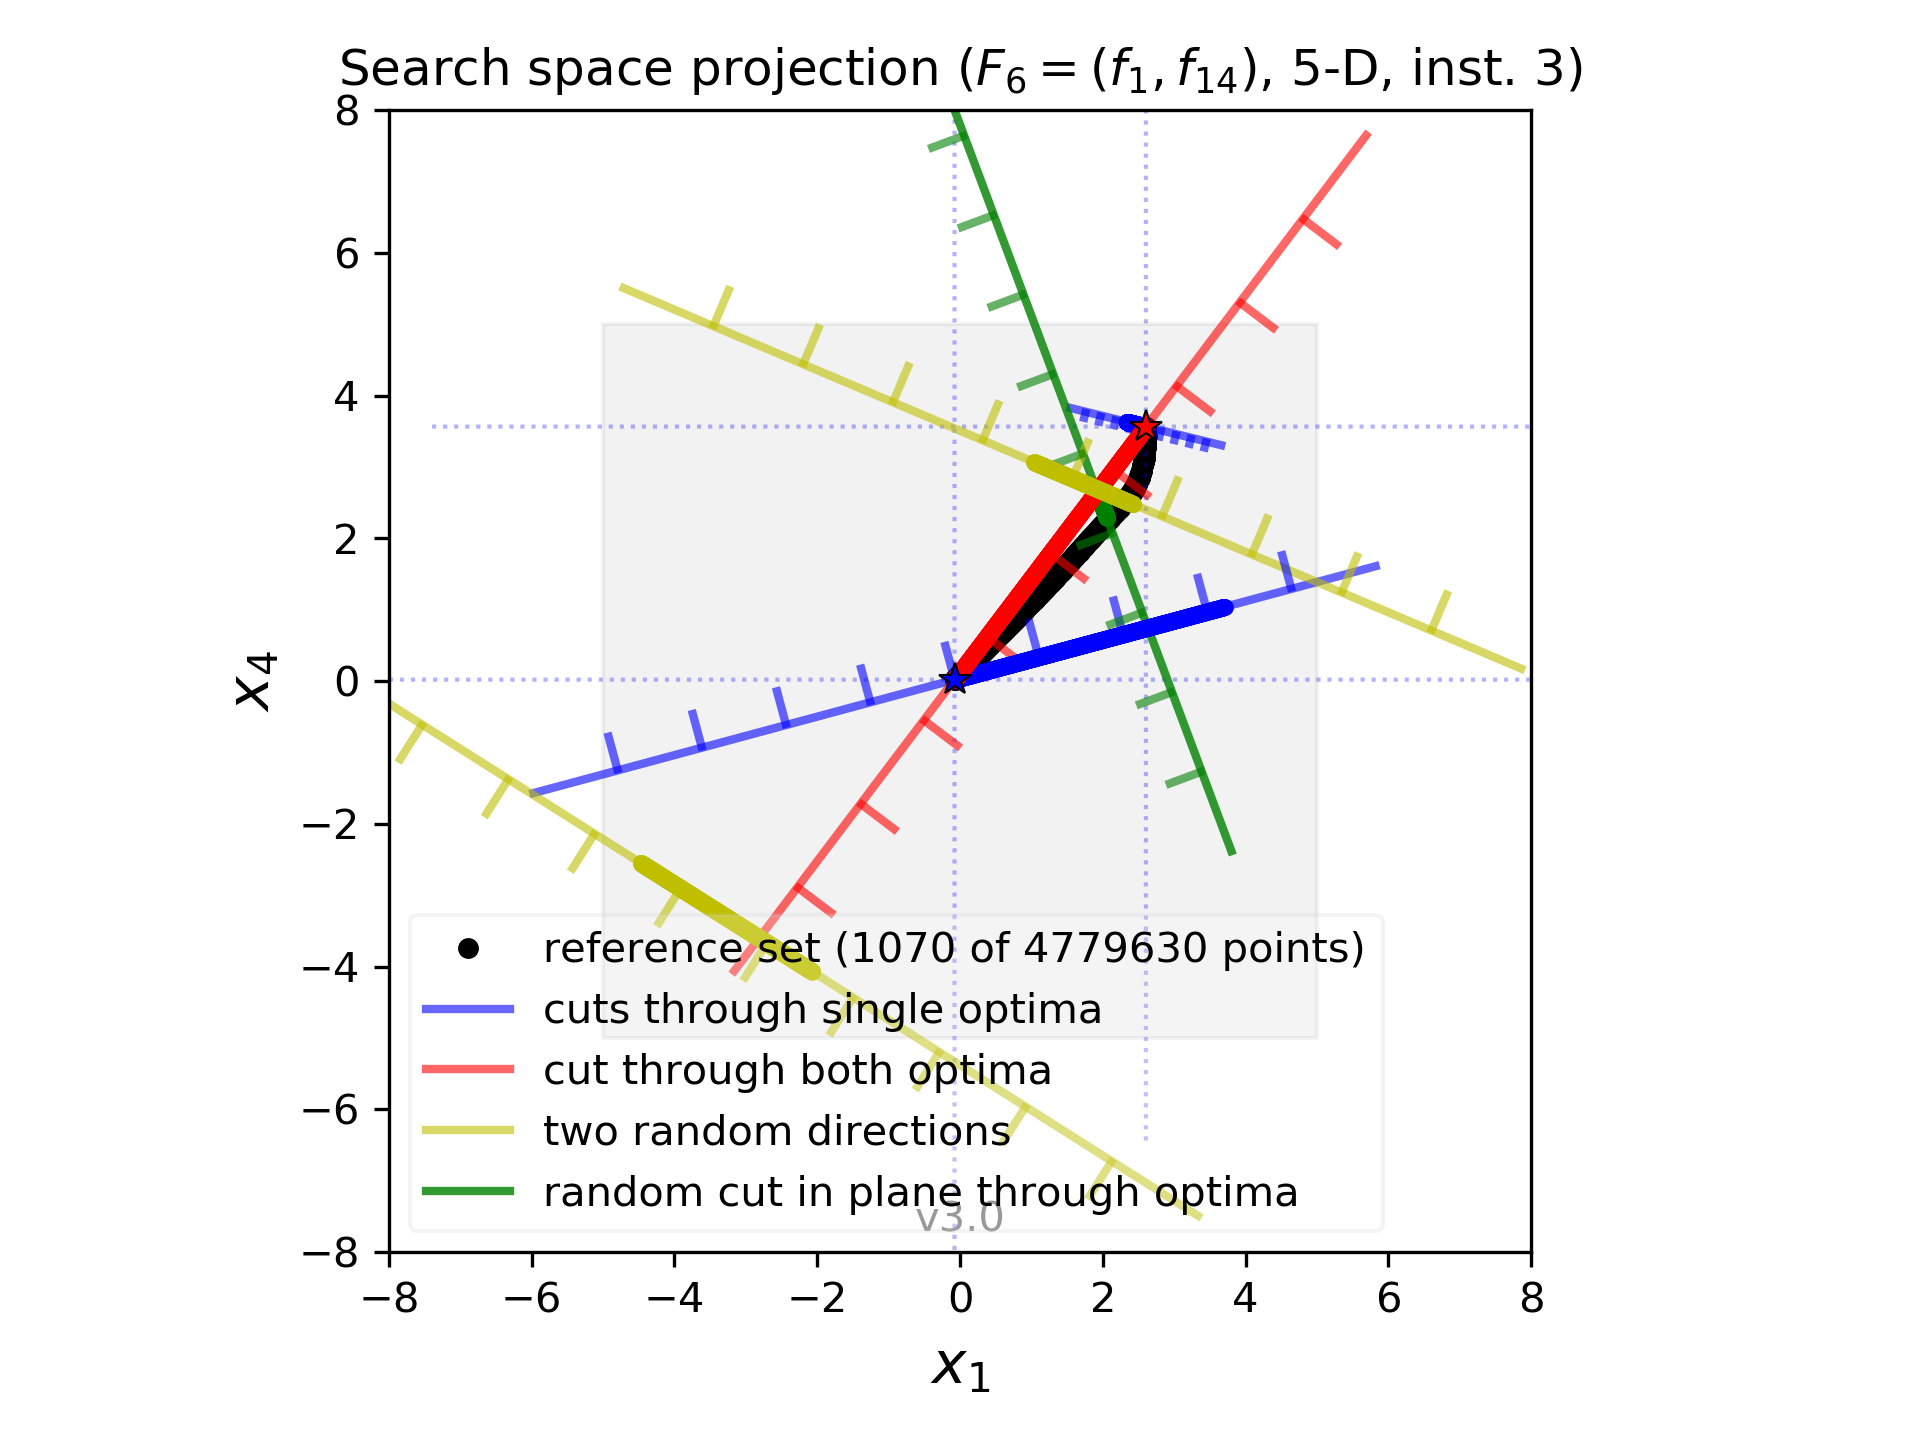 Search space projection (F6 = (f1, f14), 5-D, inst. 3)
8
6
4
2
0
−2
−4
−6
−8
x4
reference set (1070 of 4779630 points)
cuts through single optima
cut through both optima
two random directions
random cut in plane through optima
v3.0
−8 −6 −4 −2 0 2 4 6 8
x1